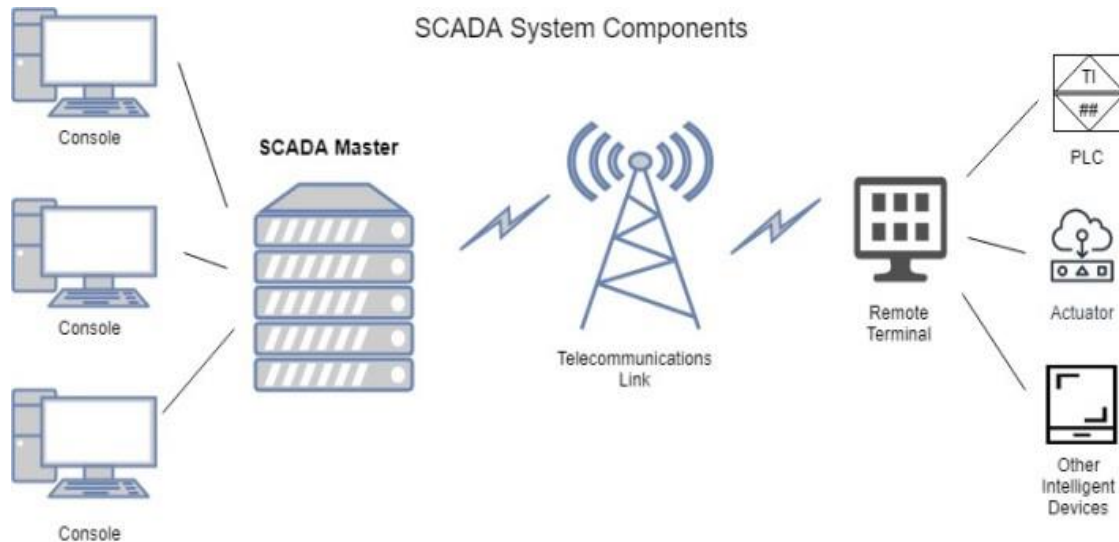 SCADA System Components
Console
Console
Console
SCADA Master
Telecommunications
Link
Remote
Terminal
TI
##
PLC
Actuator
Other
Intelligent
Devices